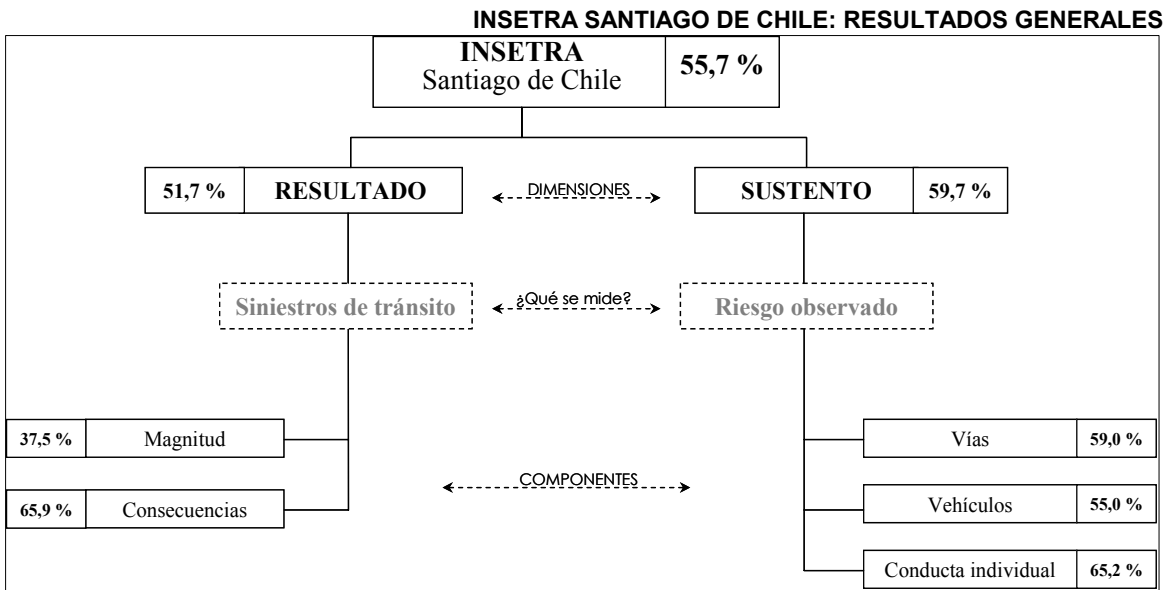 INSETRA SANTIAGO DE CHILE: RESULTADOS GENERALES
INSETRA
Santiago de Chile
55,7 %
51,7 %
RESULTADO
DIMENSIONES
SUSTENTO
59,7 %
Siniestros de tránsito
¿Qué se mide?
Riesgo observado
37,5 %
Magnitud
Vías
59,0 %
COMPONENTES
65,9 %
Consecuencias
Vehículos
55,0 %
Conducta individual
65,2 %